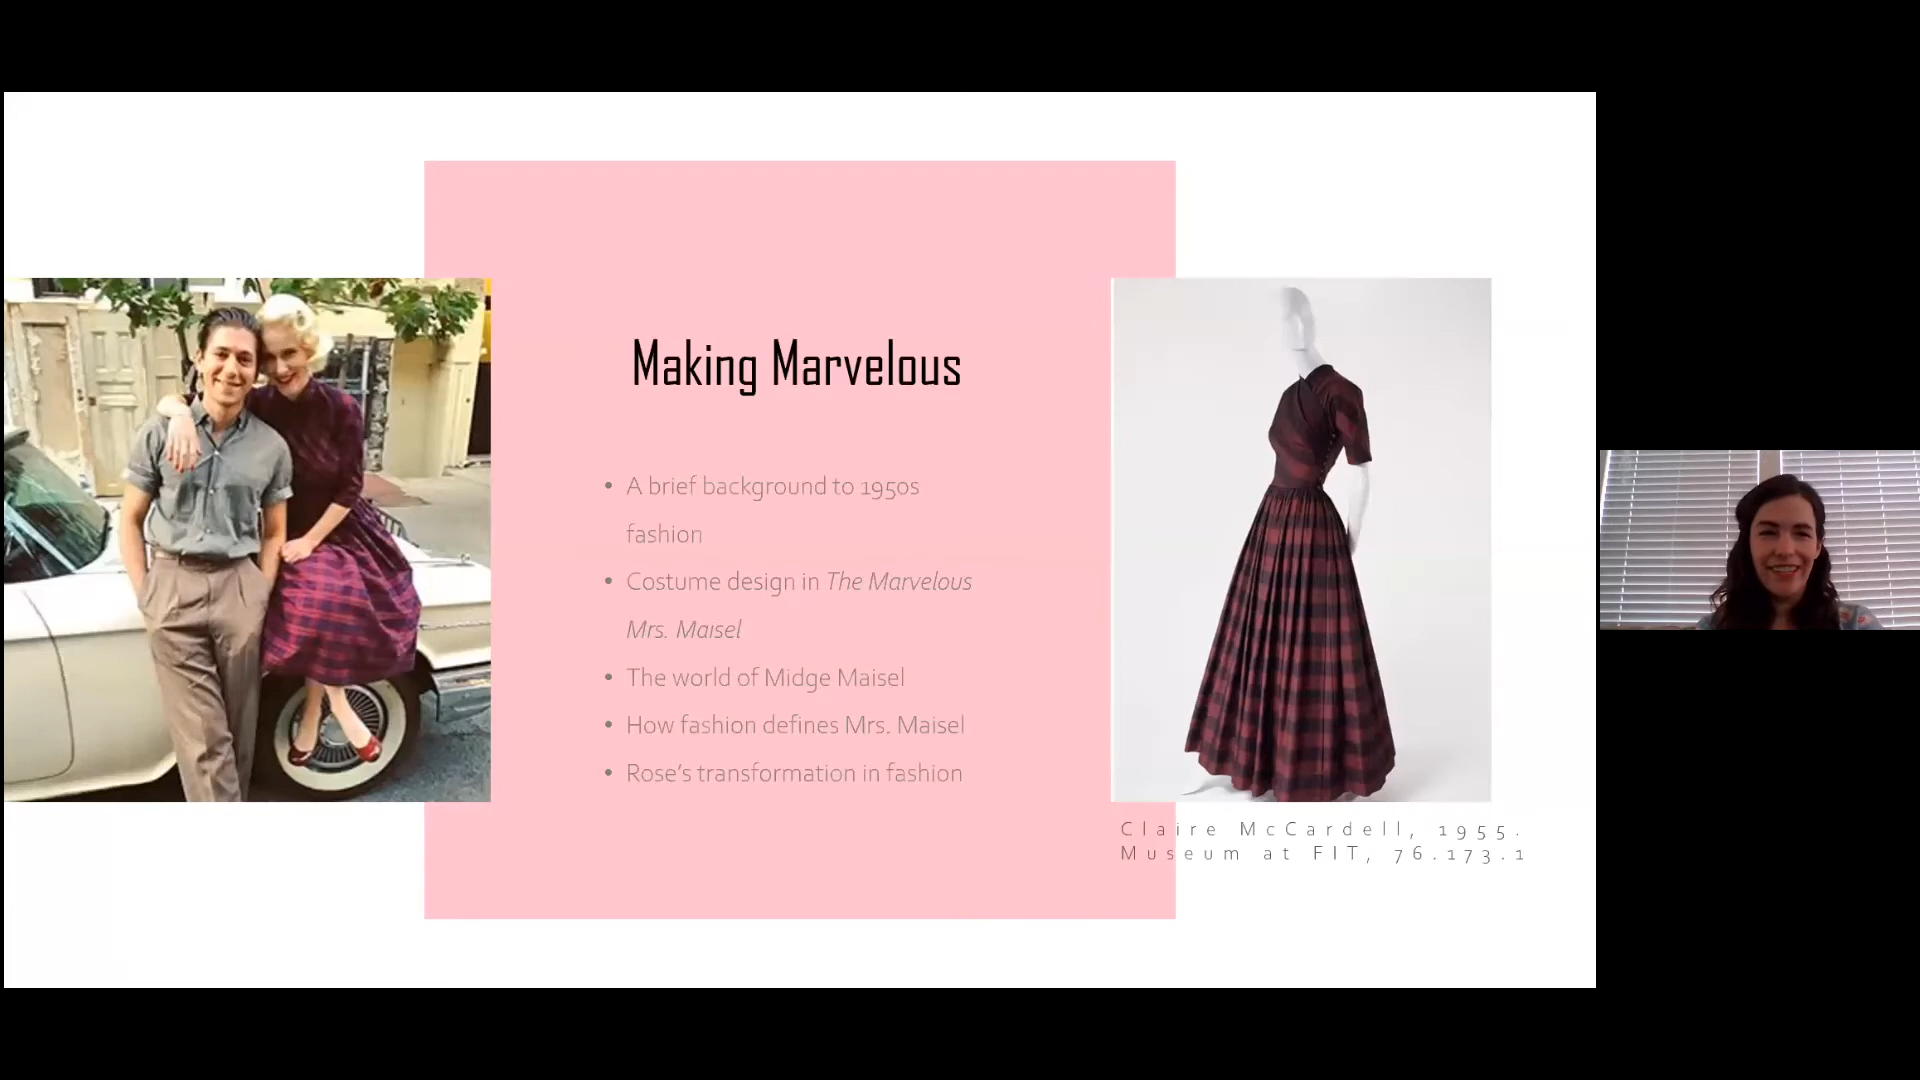 Making Marvelous
• A brief background to 1950s
fashion
• Costume design in The Marvelous
Mrs. Maisel
• The world of Midge Maisel
• How fashion defines Mrs. Maisel
• Rose's transformation in fashion
Claire McCardell, 1955.
Museum at FIT, 76.173.1